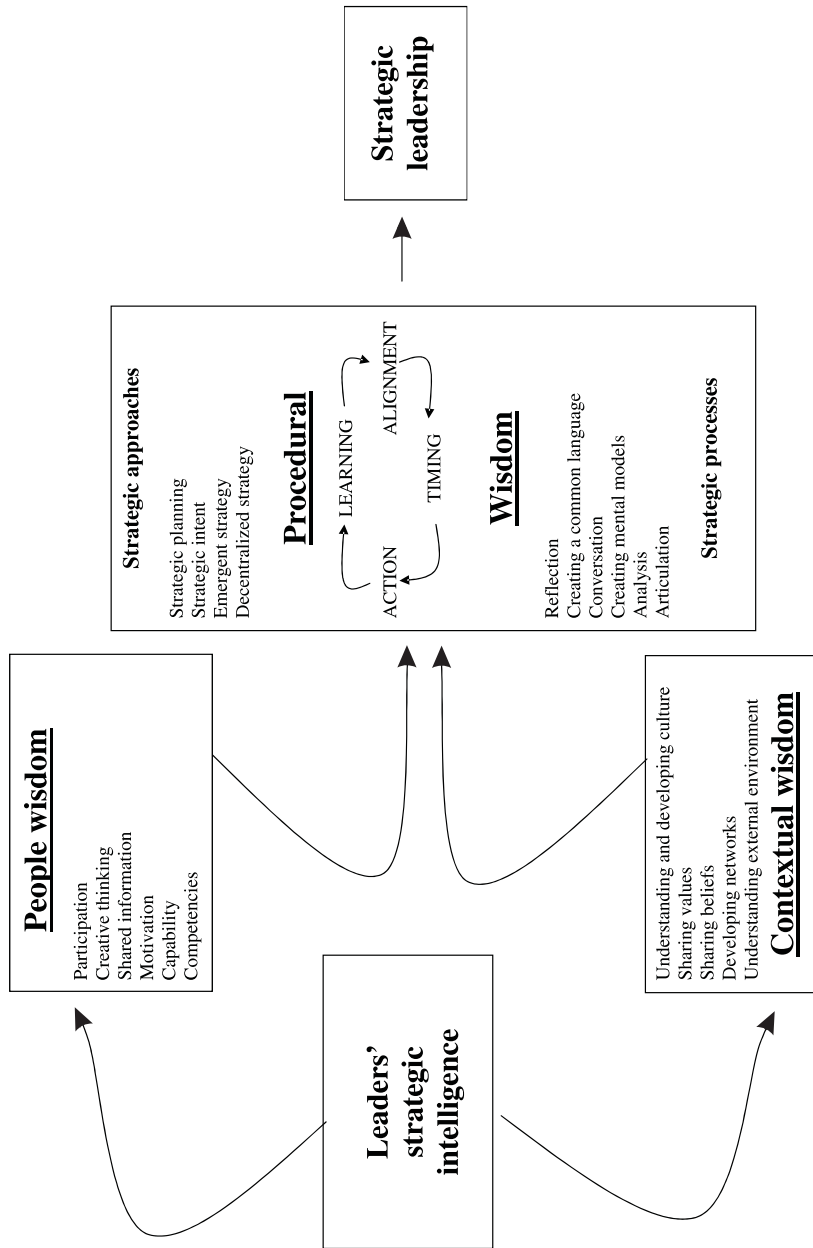 Leaders’
strategic
intelligence
People wisdom
Participation
Creative thinking
Shared information
Motivation
Capability
Competencies
Understanding and developing culture
Sharing values
Sharing beliefs
Developing networks
Understanding external environment
Contextual wisdom
Strategic approaches
Strategic planning
Strategic intent
Emergent strategy
Decentralized strategy
Procedural
LEARNING
ACTION
ALIGNMENT
TIMING
Wisdom
Reflection
Creating a common language
Conversation
Creating mental models
Analysis
Articulation
Strategic processes
Strategic
leadership